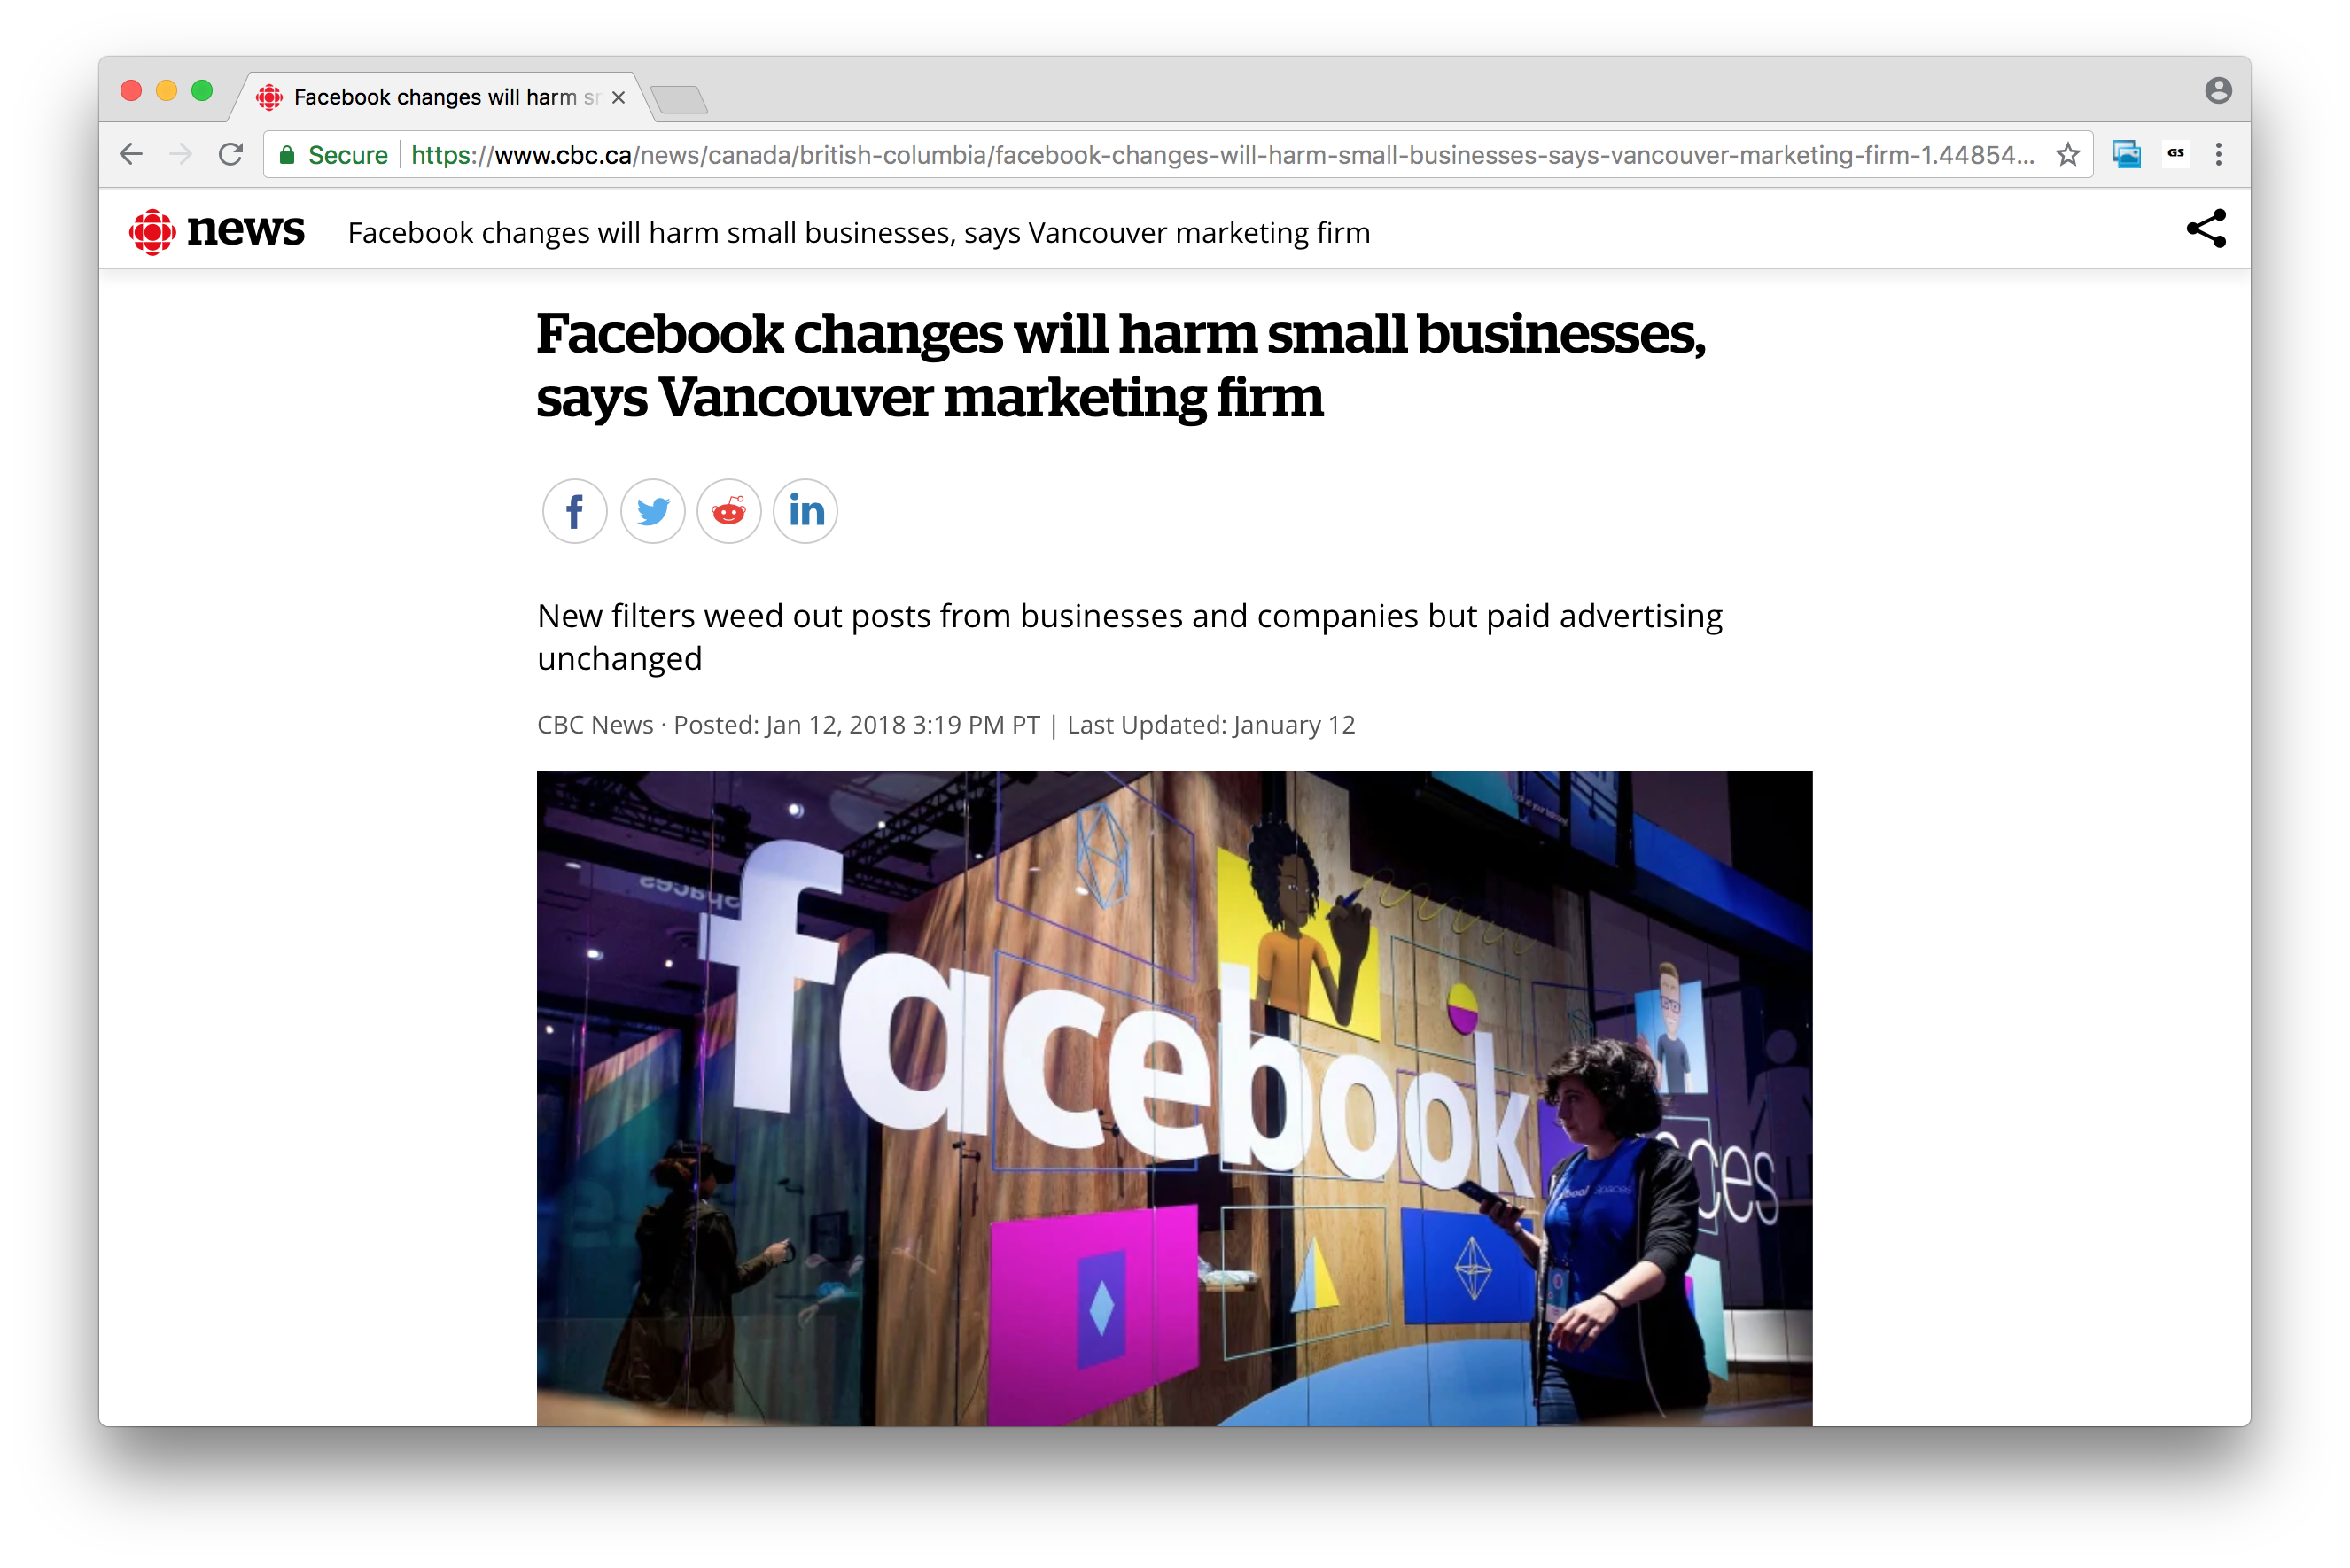 Facebook changes will harm
Secure
https://www.cbc.ca/news/canada/british-columbia/facebook-changes-will-harm-small-businesses-says-vancouver-marketing-firm-1.44854...
GS
news
Facebook changes will harm small businesses, says Vancouver marketing firm
Facebook changes will harm small businesses,
says Vancouver marketing firm
f
in
New filters weed out posts from businesses and companies but paid advertising
unchanged
CBC News · Posted: Jan 12, 2018 3:19 PM PT | Last Updated: January 12
facebook